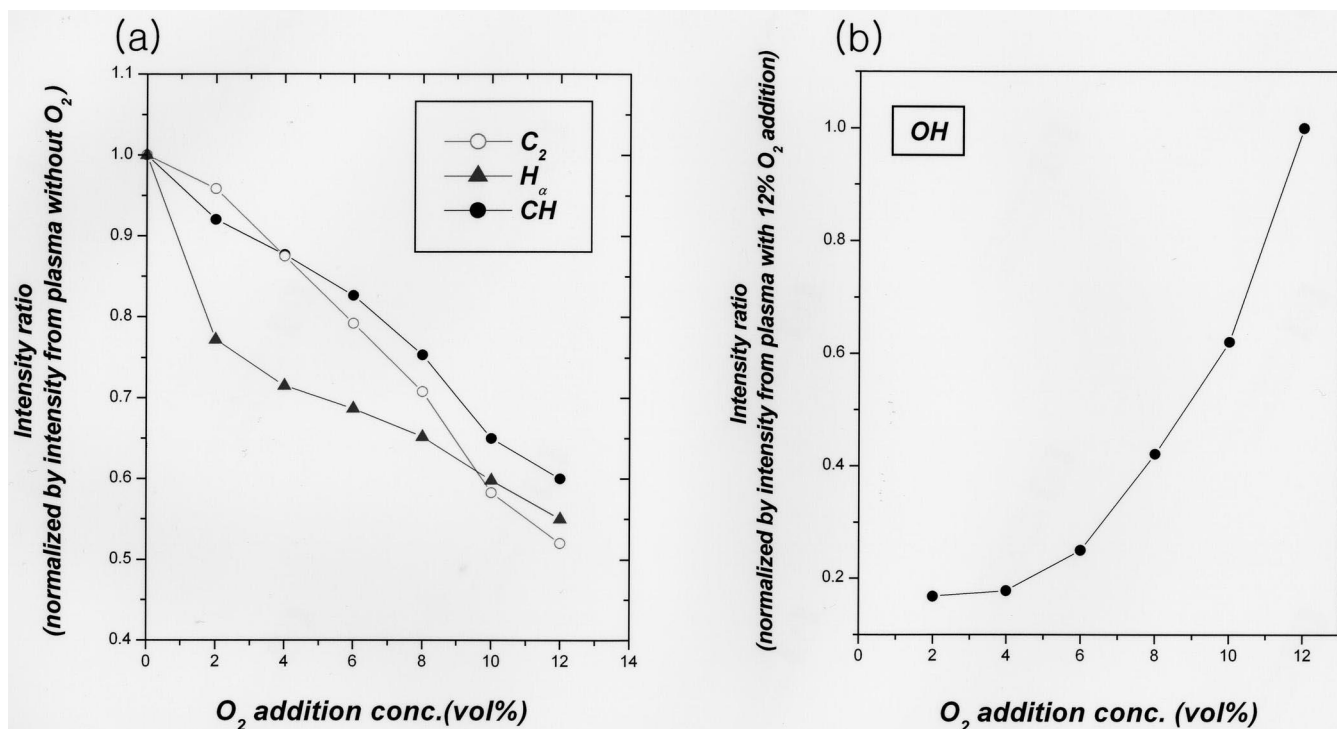 (a)
Intensity ratio
(normalized by intensity from plasma without O₂)
1.1
1.0
0.9
0.8
0.7
0.6
0.5
0.4
C₂
Hα
CH
0 2 4 6 8 10 12 14
O₂ addition conc.(vol%)
(b)
Intensity ratio
(normalized by intensity from plasma with 12% O₂ addition)
1.0
0.8
0.6
0.4
0.2
OH
0 2 4 6 8 10 12
O₂ addition conc. (vol%)